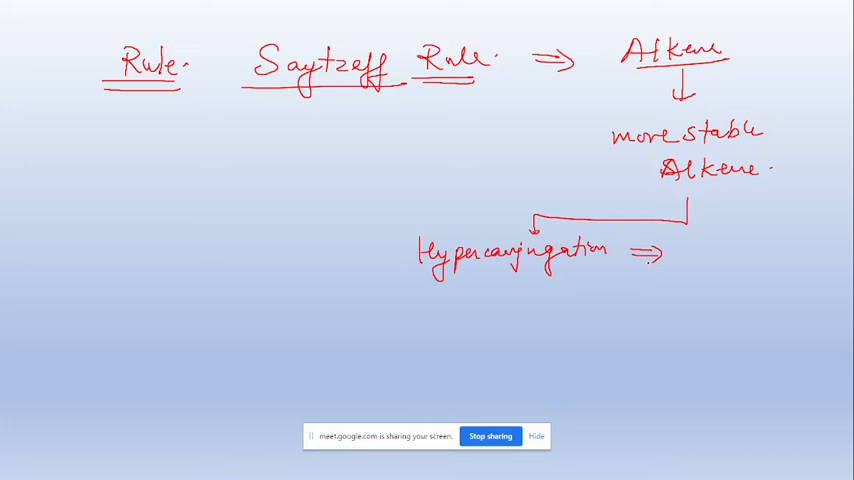 Rule. Saytzeff Rule. ⇒ Alkene
more stable
Alkene.
Hyperconjugation ⇒
meet.google.com is sharing your screen. Stop sharing Hide